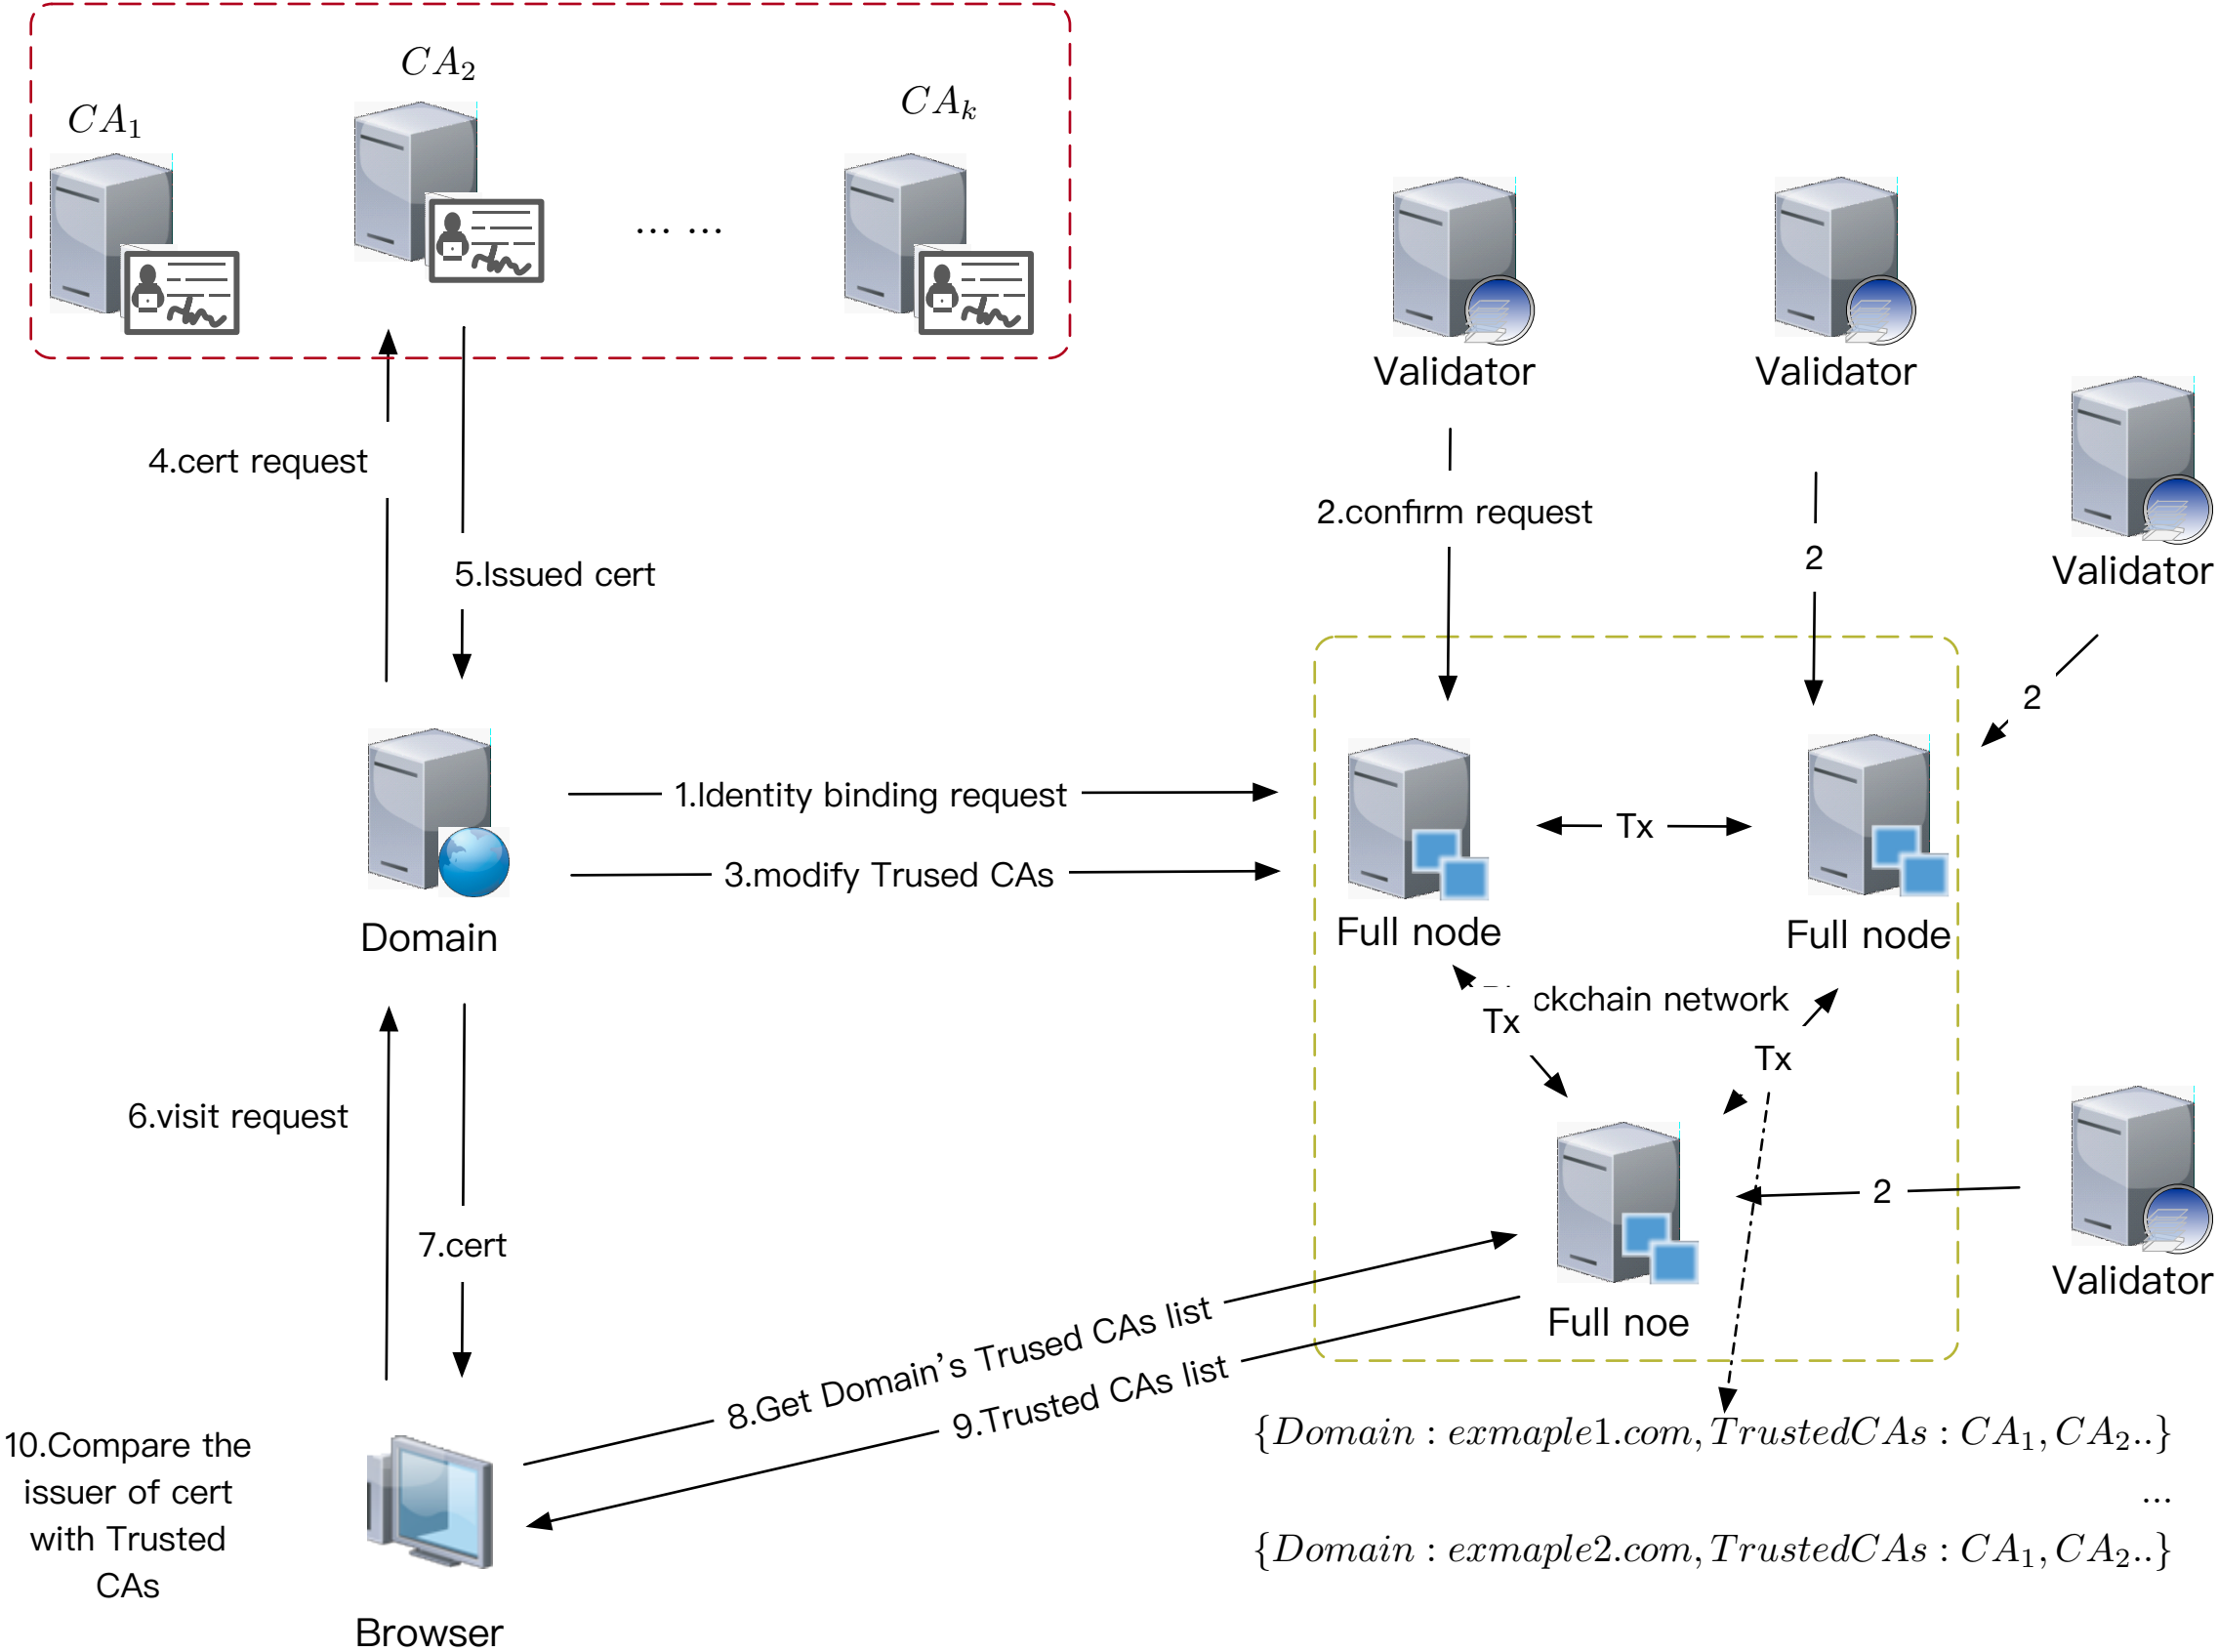 CA₂
CA₁
CAₖ
... ...
Validator
Validator
4.cert request
2.confirm request
2
Validator
5.Issued cert
2
1.Identity binding request
Tx
3.modify Trused CAs
Domain
Full node
Full node
network
Tx
Tx
6.visit request
2
7.cert
Validator
Full noe
8.Get Domain's Trused CAs list
9.Trusted CAs list
{Domain : exmaple1.com, TrustedCAs : CA₁, CA₂..}
...
{Domain : exmaple2.com, TrustedCAs : CA₁, CA₂..}
10.Compare the
issuer of cert
with Trusted
CAs
Browser